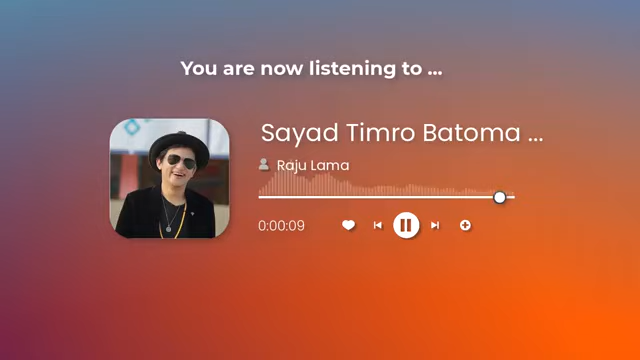 You are now listening to ...
Sayad Timro Batoma ...
Raju Lama
0:00:09